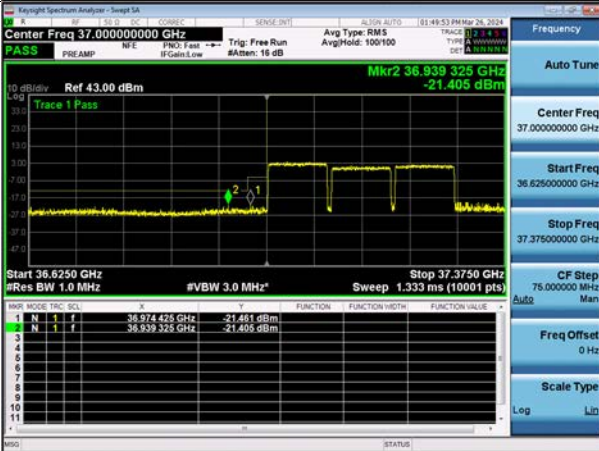 Keysight Spectrum Analyzer - Swept SA
R RF 50 Ω DC CORREC SENSE:INT ALIGN AUTO 01:49:53 PM Mar 26, 2024
Center Freq 37.000000000 GHz
Avg Type: RMS
TRACE 1 2 3 4 5 6
PASS
PREAMP
NFE
PNO: Fast
Trig: Free Run
Avg|Hold: 100/100
TYPE A
IFGain:Low
#Atten: 16 dB
DET A N N N N N
Mkr2 36.939 325 GHz
-21.405 dBm
10 dB/div
Ref 43.00 dBm
Log
Trace 1 Pass
33.0
23.0
13.0
3.00
-7.00
-17.0
-27.0
-37.0
-47.0
2
1
Start 36.6250 GHz
Stop 37.3750 GHz
#Res BW 1.0 MHz
#VBW 3.0 MHz*
Sweep 1.333 ms (10001 pts)
MKR MODE TRC SCL X Y FUNCTION FUNCTION WIDTH FUNCTION VALUE
1 N 1 f 36.974 425 GHz -21.461 dBm
2 N 1 f 36.939 325 GHz -21.405 dBm
3
4
5
6
7
8
9
10
11
MSG
STATUS
Frequency
Auto Tune
Center Freq
37.000000000 GHz
Start Freq
36.625000000 GHz
Stop Freq
37.375000000 GHz
CF Step
75.000000 MHz
Auto Man
Freq Offset
0 Hz
Scale Type
Log Lin